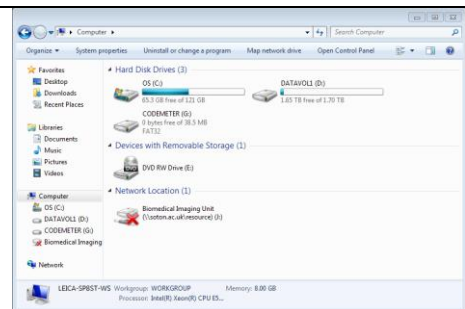 Computer
Search Computer
Organize
System properties
Uninstall or change a program
Map network drive
Open Control Panel
Favorites
Desktop
Downloads
Recent Places
Libraries
Documents
Music
Pictures
Videos
Computer
OS (C:)
DATAVOL1 (D:)
CODEMETER (G:)
Biomedical Imaging
Network
Hard Disk Drives (3)
OS (C:)
65.3 GB free of 121 GB
DATAVOL1 (D:)
1.65 TB free of 1.70 TB
CODEMETER (G:)
0 bytes free of 38.5 MB
FAT32
Devices with Removable Storage (1)
DVD RW Drive (E:)
Network Location (1)
Biomedical Imaging Unit
(\\soton.ac.uk\resource) (J:)
LEICA-SP8ST-WS Workgroup: WORKGROUP Memory: 8.00 GB
Processor: Intel(R) Xeon(R) CPU E5...